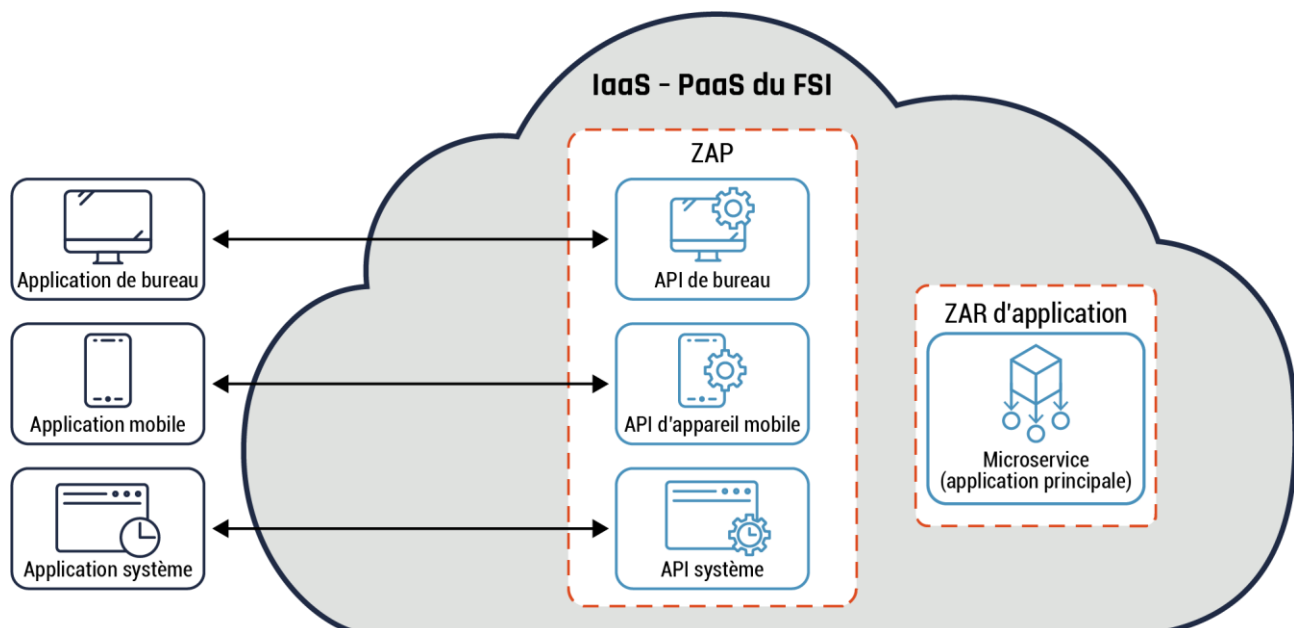 IaaS – PaaS du FSI
ZAP
Application de bureau
API de bureau
ZAR d'application
Application mobile
API d'appareil mobile
Microservice
(application principale)
Application système
API système